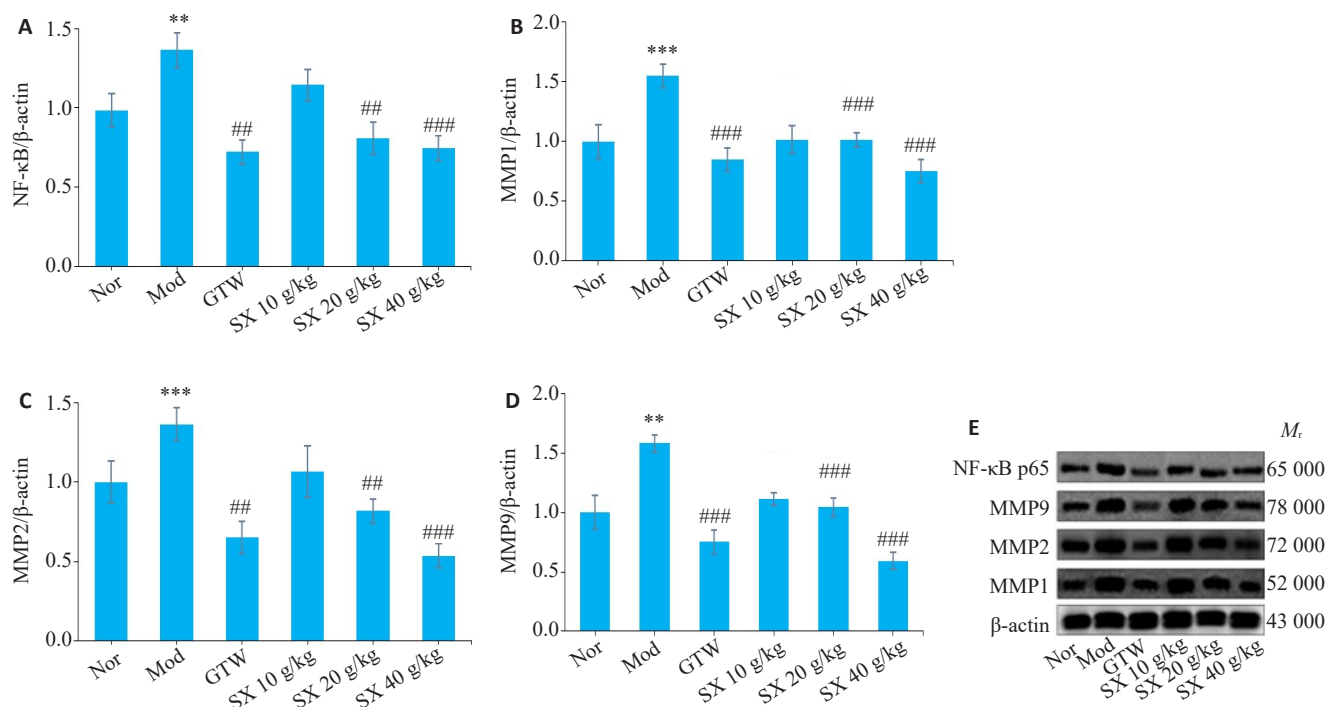 A
NF-κB/β-actin
1.5
1.0
0.5
0.0
**
##
##
###
Nor
Mod
GTW
SX 10 g/kg
SX 20 g/kg
SX 40 g/kg
B
MMP1/β-actin
2.0
1.5
1.0
0.5
0.0
***
###
###
###
Nor
Mod
GTW
SX 10 g/kg
SX 20 g/kg
SX 40 g/kg
C
MMP2/β-actin
1.5
1.0
0.5
0.0
***
##
##
###
Nor
Mod
GTW
SX 10 g/kg
SX 20 g/kg
SX 40 g/kg
D
MMP9/β-actin
2.0
1.5
1.0
0.5
0.0
**
###
###
###
Nor
Mod
GTW
SX 10 g/kg
SX 20 g/kg
SX 40 g/kg
E
Mr
NF-κB p65 65 000
MMP9 78 000
MMP2 72 000
MMP1 52 000
β-actin 43 000
Nor
Mod
GTW
SX 10 g/kg
SX 20 g/kg
SX 40 g/kg